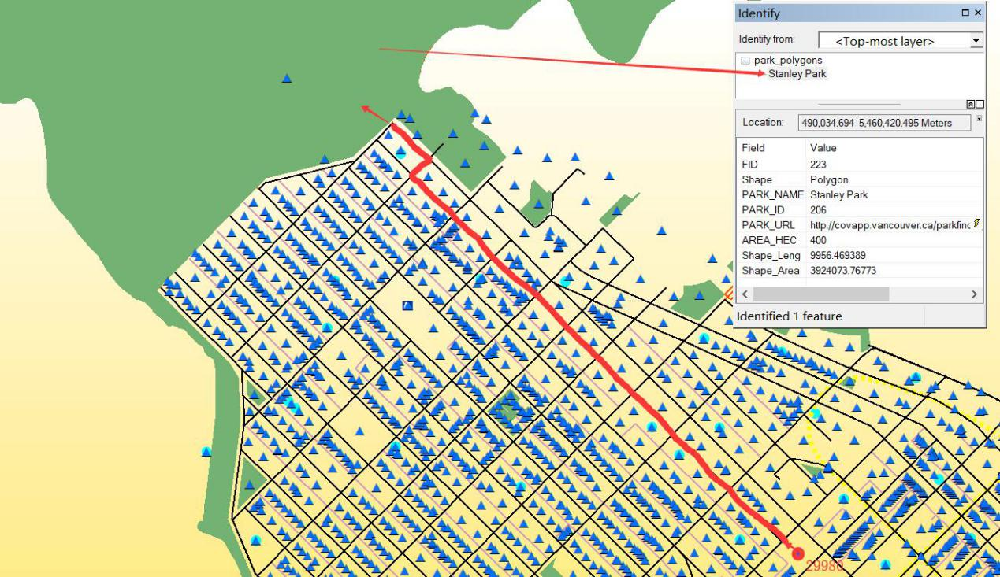 Identify
Identify from:
<Top-most layer>
park_polygons
Stanley Park
Location:
490,034.694 5,460,420.495 Meters
Field Value
FID 223
Shape Polygon
PARK_NAME Stanley Park
PARK_ID 206
PARK_URL http://covapp.vancouver.ca/parkfinc
AREA_HEC 400
Shape_Leng 9956.469389
Shape_Area 3924073.76773
Identified 1 feature
29980